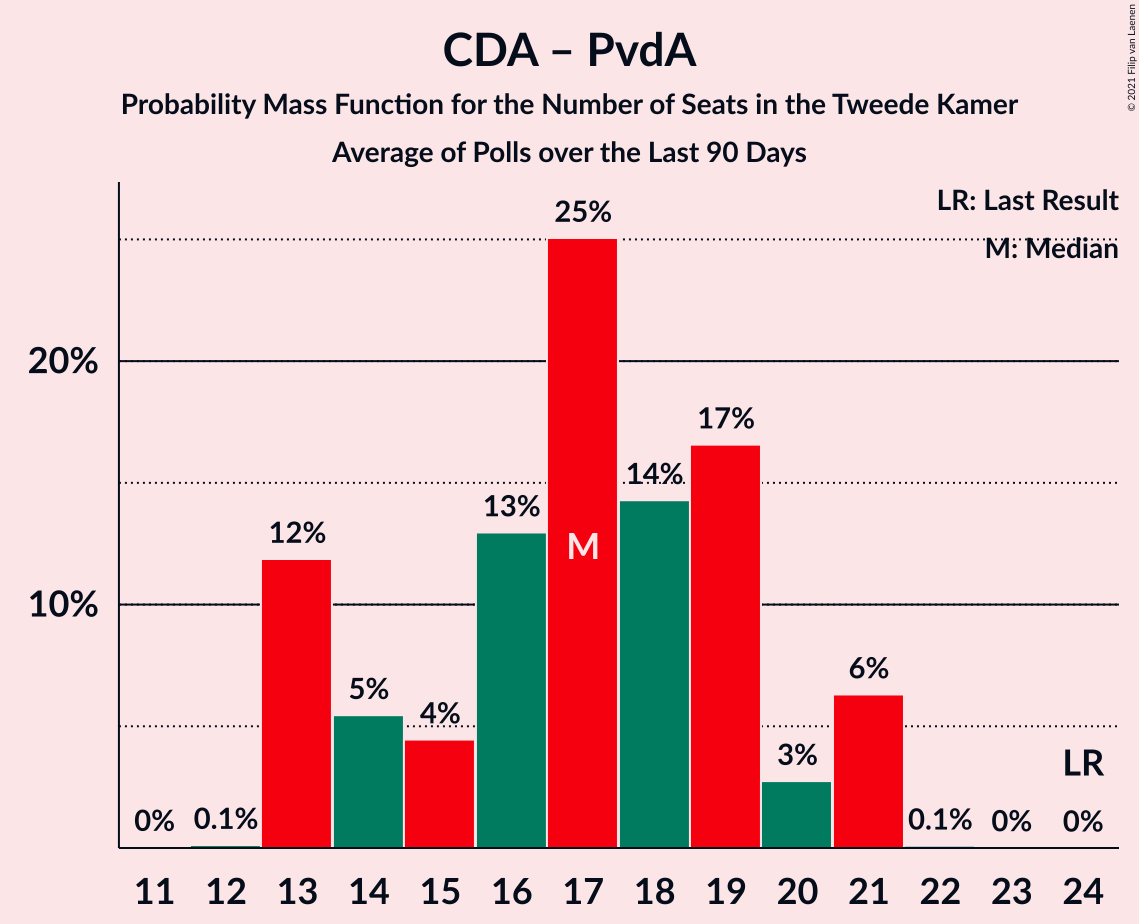 CDA – PvdA
Probability Mass Function for the Number of Seats in the Tweede Kamer
Average of Polls over the Last 90 Days
© 2021 Filip van Laenen
LR: Last Result
M: Median
25%
20%
17%
14%
13%
12%
M
10%
6%
5%
4%
3%
LR
0%
0.1%
0.1%
0%
0%
11 12 13 14 15 16 17 18 19 20 21 22 23 24